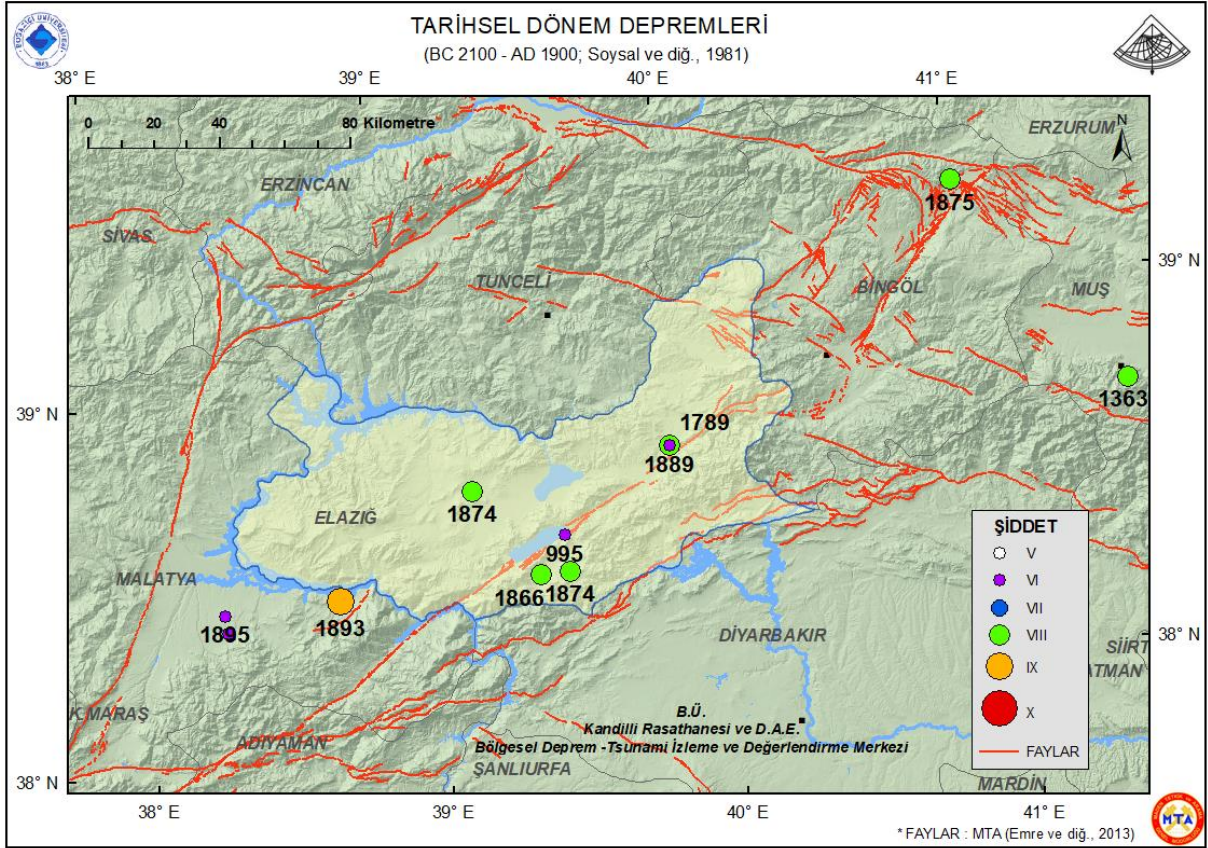 TARİHSEL DÖNEM DEPREMLERİ
(BC 2100 - AD 1900; Soysal ve diğ., 1981)
38° E
39° E
40° E
41° E
0 20 40 80 Kilometre
N
ERZURUM
ERZİNCAN
1875
SİVAS
39° N
TUNCELİ
BİNGÖL
MUŞ
1363
39° N
1789
1889
1874
ELAZIĞ
995
1866
1874
MALATYA
1893
1895
DİYARBAKIR
38° N
SİİRT
ATMAN
ŞİDDET
V
VI
VII
VIII
IX
X
FAYLAR
K.MARAŞ
ADIYAMAN
B.Ü.
Kandilli Rasathanesi ve D.A.E.
Bölgesel Deprem -Tsunami İzleme ve Değerlendirme Merkezi
ŞANLIURFA
MARDİN
38° N
38° E
39° E
40° E
41° E
* FAYLAR : MTA (Emre ve diğ., 2013)
MTA